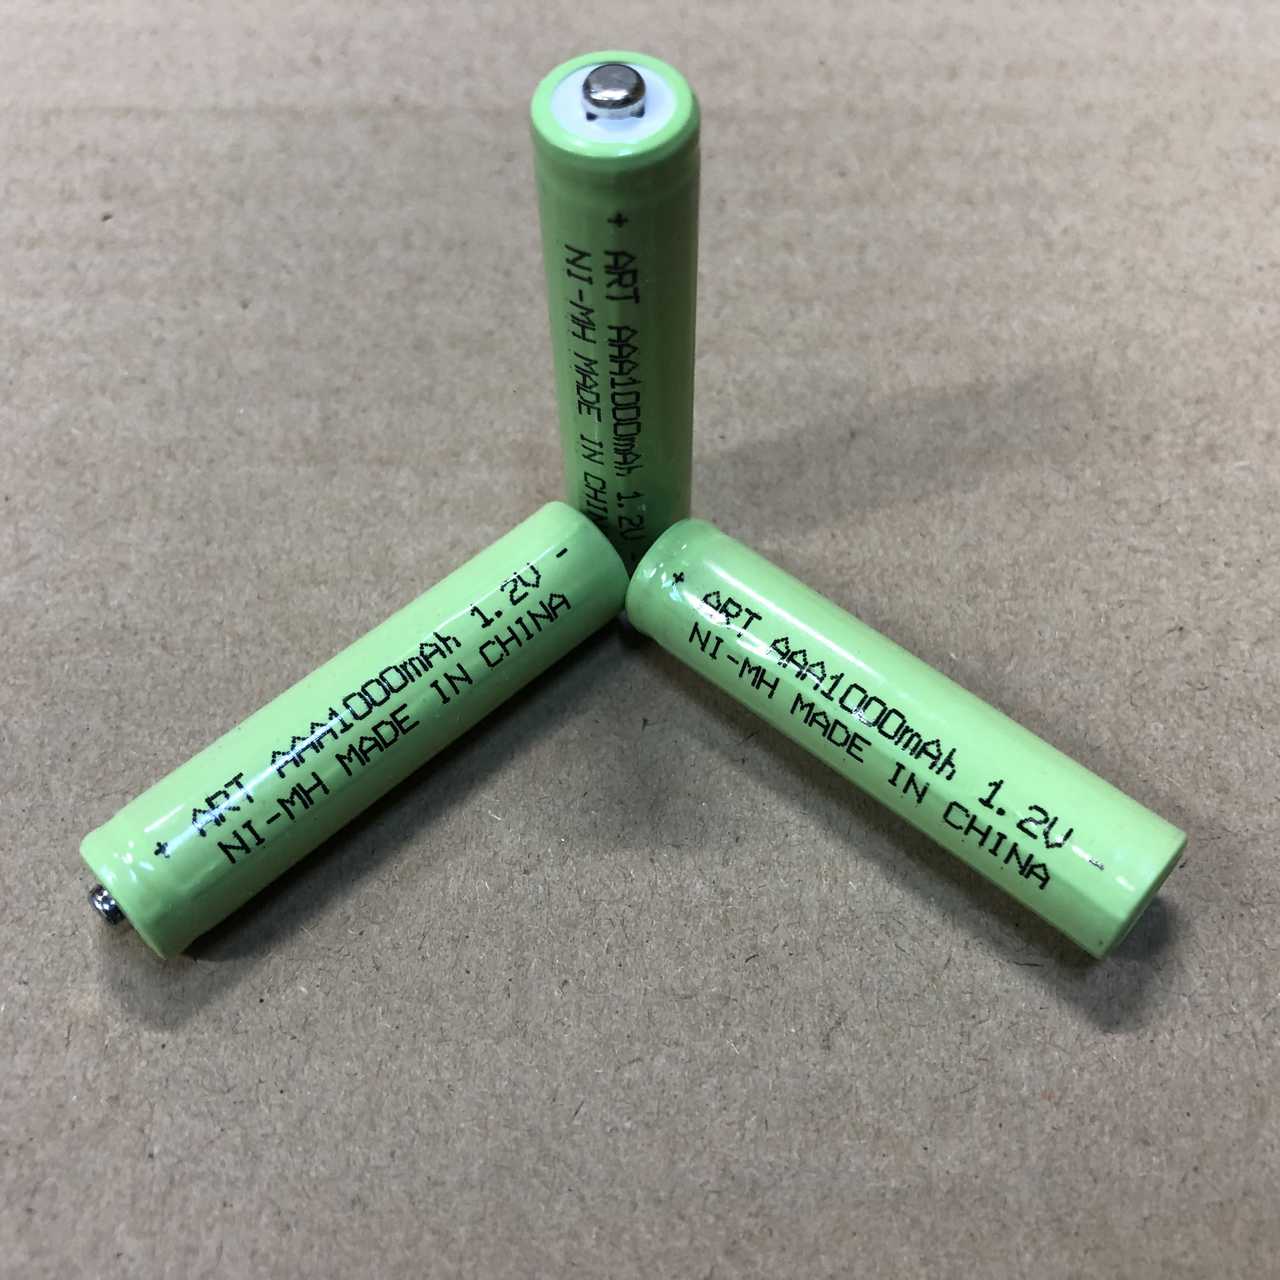 + ART AAA1000mAh 1.2V -
NI-MH MADE IN CHIN
+ ART AAA1000mAh 1.2V -
NI-MH MADE IN CHINA
+ ART AAA1000mAh 1.2V -
NI-MH MADE IN CHINA